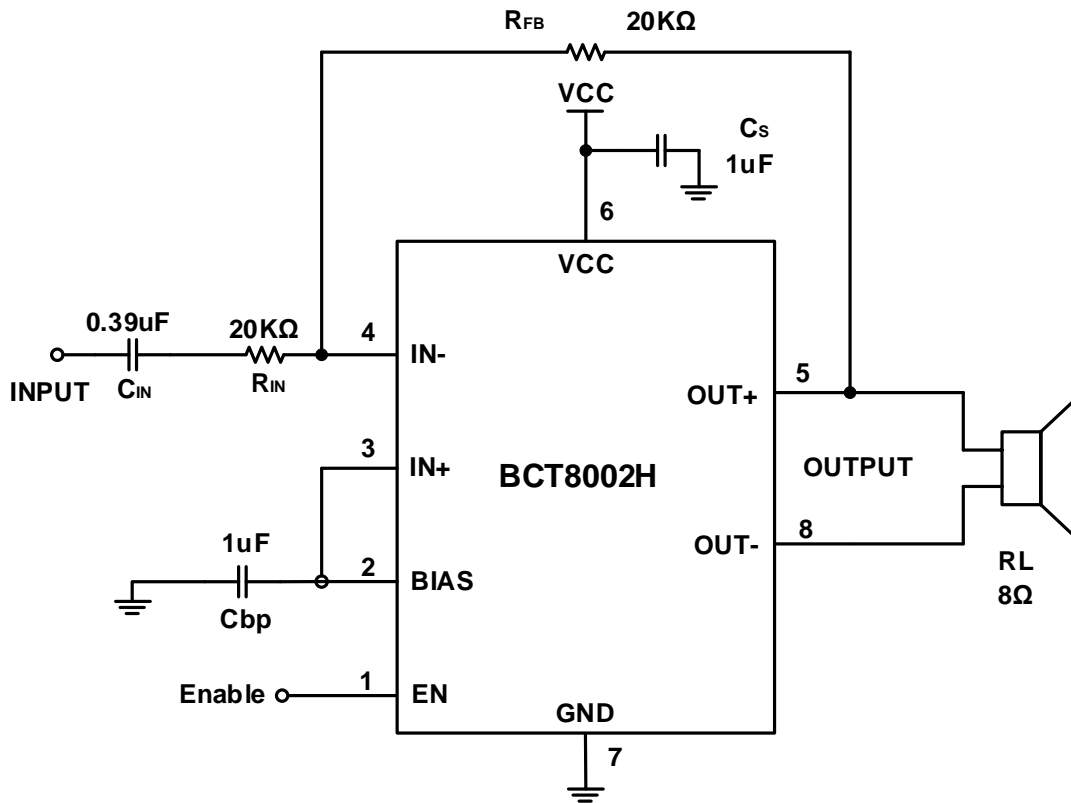 RFB 20KΩ
VCC
CS
1uF
6
VCC
0.39uF
20KΩ
4
IN-
INPUT
CIN
RIN
5
OUT+
3
IN+
BCT8002H
OUTPUT
1uF
2
BIAS
8
OUT-
Cbp
RL
8Ω
Enable
1
EN
GND
7